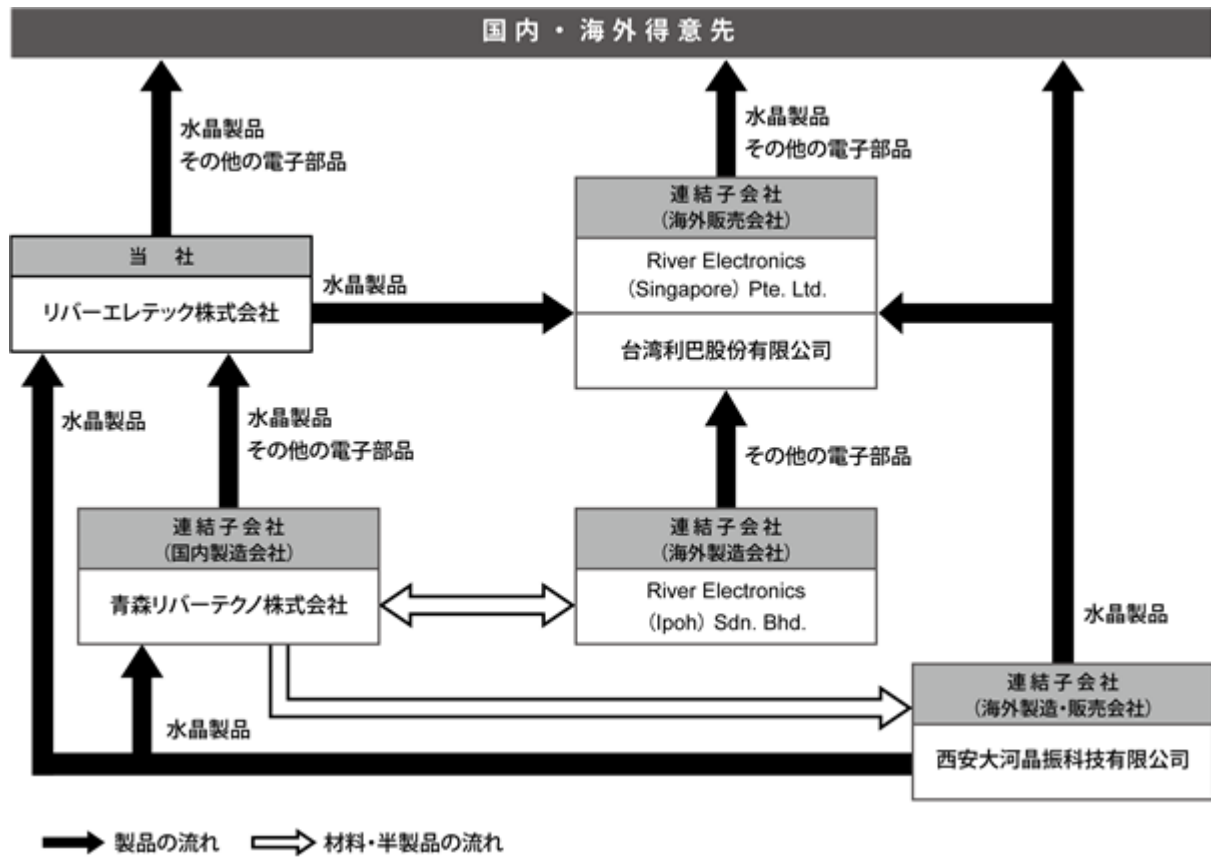 国内・海外得意先
水晶製品
その他の電子部品
水晶製品
その他の電子部品
連結子会社
(海外販売会社)
当　社
River Electronics
(Singapore) Pte. Ltd.
水晶製品
リバーエレテック株式会社
台湾利巴股份有限公司
水晶製品
水晶製品
その他の電子部品
その他の電子部品
連結子会社
(国内製造会社)
連結子会社
(海外製造会社)
青森リバーテクノ株式会社
River Electronics
(Ipoh) Sdn. Bhd.
水晶製品
連結子会社
(海外製造・販売会社)
水晶製品
西安大河晶振科技有限公司
製品の流れ
材料・半製品の流れ